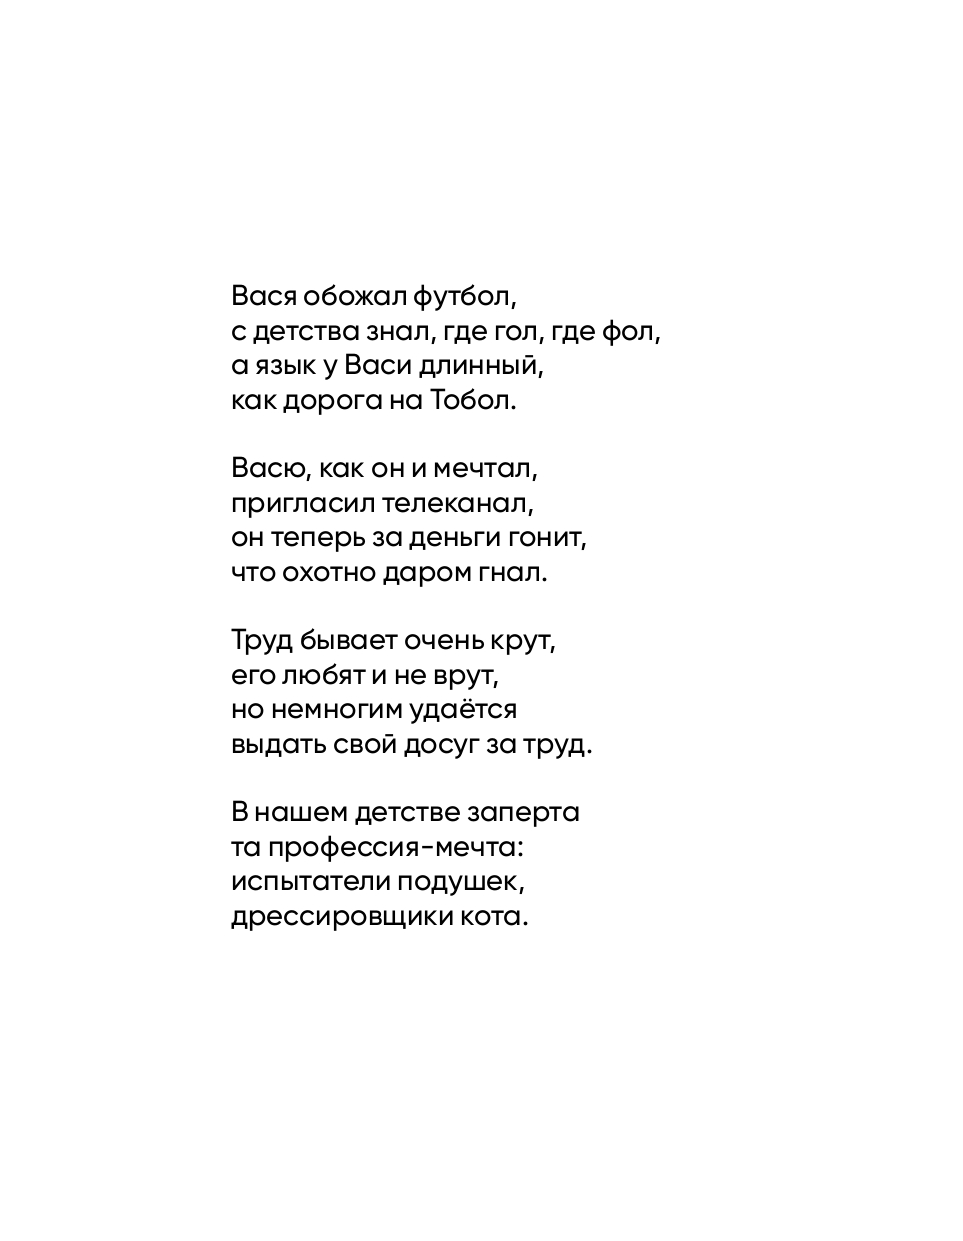 Вася обожал футбол,
с детства знал, где гол, где фол,
а язык у Васи длинный,
как дорога на Тобол.
Васю, как он и мечтал,
пригласил телеканал,
он теперь за деньги гонит,
что охотно даром гнал.
Труд бывает очень крут,
его любят и не врут,
но немногим удаётся
выдать свой досуг за труд.
В нашем детстве заперта
та профессия-мечта:
испытатели подушек,
дрессировщики кота.